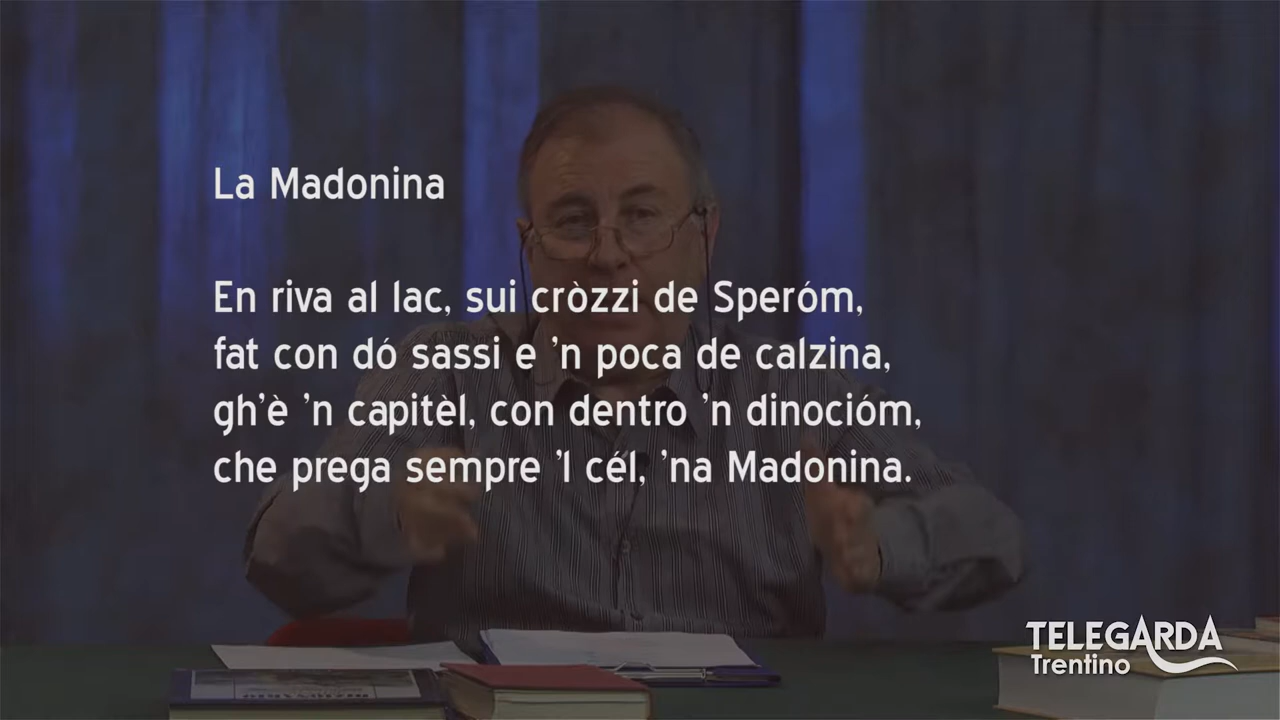 La Madonina
En riva al lac, sui cròzzi de Speróm,
fat con dó sassi e 'n poca de calzina,
gh'è 'n capitèl, con dentro 'n dinocióm,
che prega sempre 'l cél, 'na Madonina.
TELEGARDA
Trentino